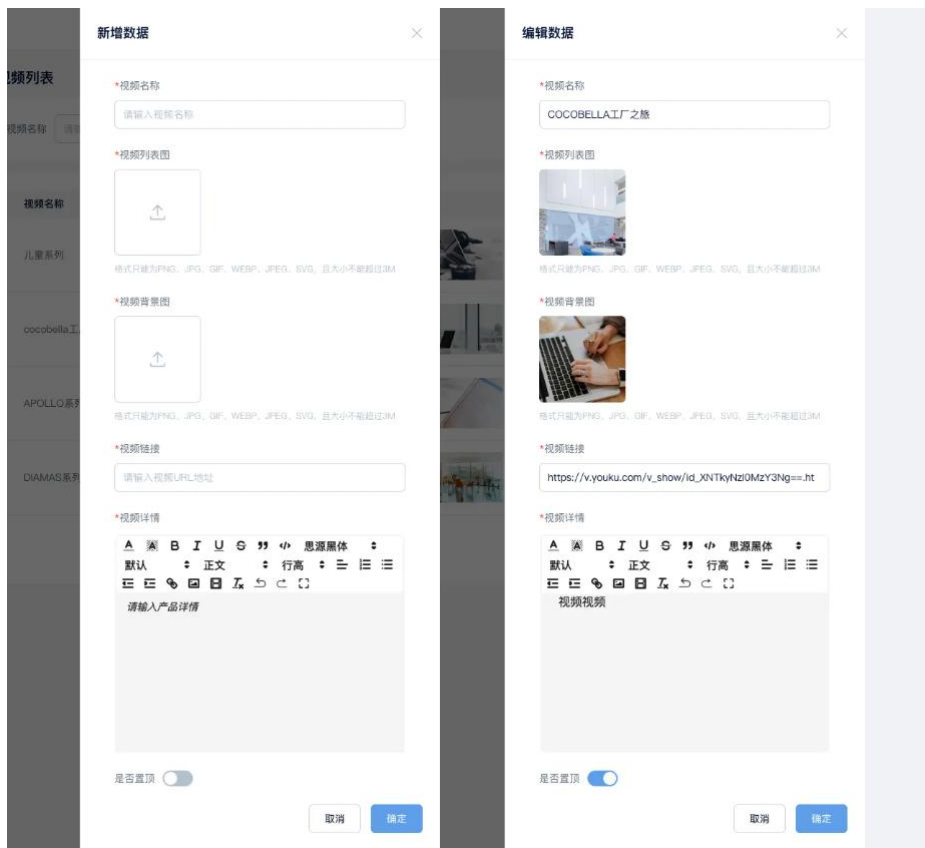 新增数据
编辑数据
视频列表
视频名称
视频名称
儿童系列
cocobella工
APOLLO系列
DIAMAS系列
*视频名称
请输入视频名称
*视频列表图
格式只能为PNG、JPG、GIF、WEBP、JPEG、SVG，且大小不能超过3M
*视频背景图
格式只能为PNG、JPG、GIF、WEBP、JPEG、SVG，且大小不能超过3M
*视频链接
请输入视频URL地址
*视频详情
思源黑体
默认 正文 行高
请输入产品详情
是否置顶
取消 确定
*视频名称
COCOBELLA工厂之旅
*视频列表图
格式只能为PNG、JPG、GIF、WEBP、JPEG、SVG，且大小不能超过3M
*视频背景图
格式只能为PNG、JPG、GIF、WEBP、JPEG、SVG，且大小不能超过3M
*视频链接
https://v.youku.com/v_show/id_XNTkyNzI0MzY3Ng==.ht
*视频详情
思源黑体
默认 正文 行高
视频视频
是否置顶
取消 确定